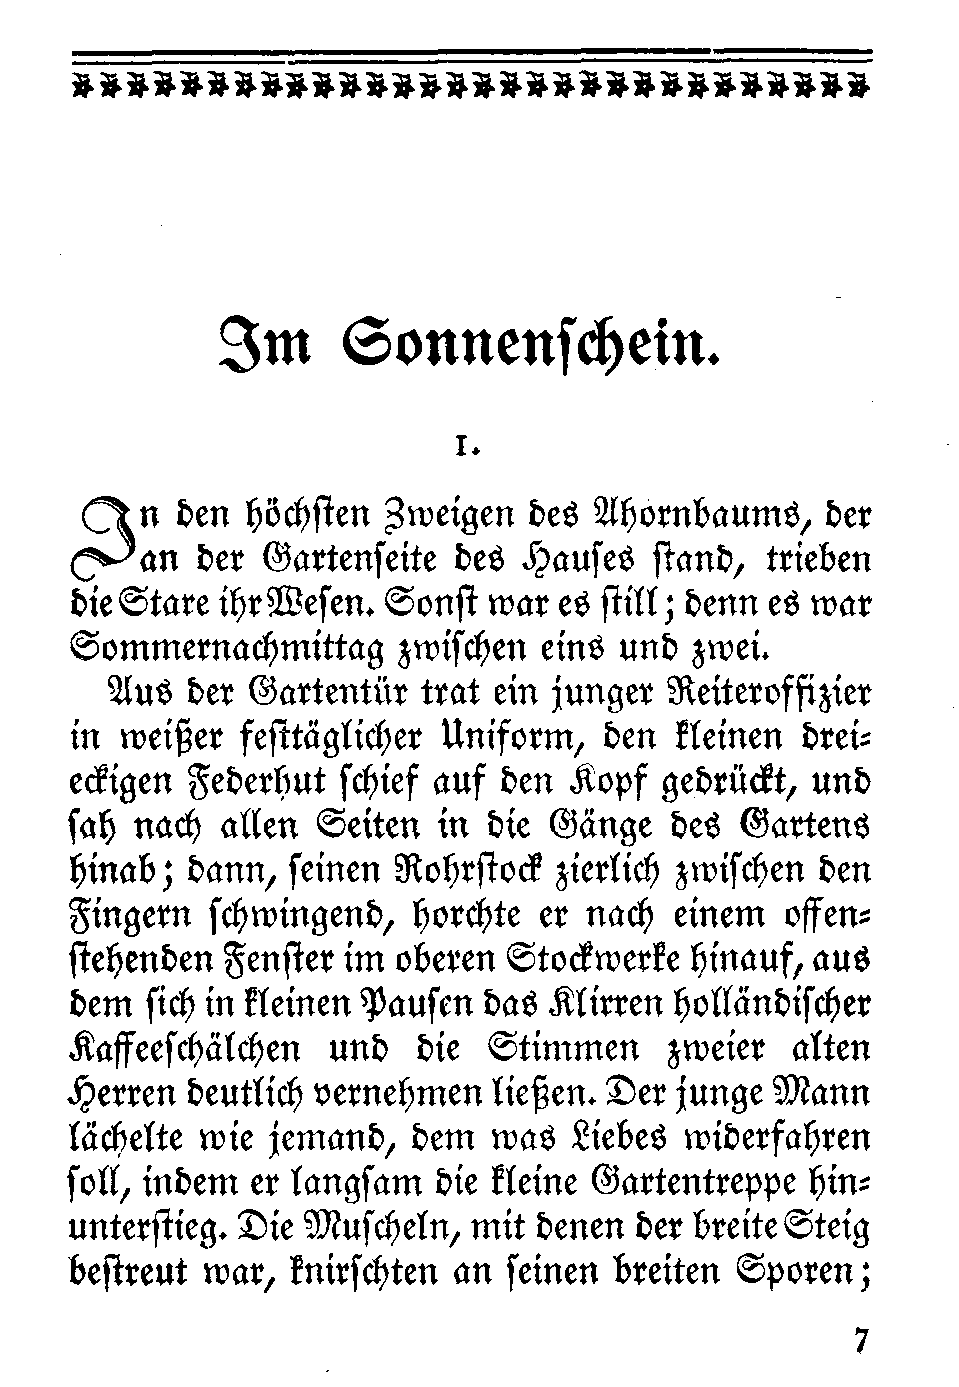 Im Sonnenschein.
I.
In den höchsten Zweigen des Ahornbaums, der
an der Gartenseite des Hauses stand, trieben
die Stare ihr Wesen. Sonst war es still; denn es war
Sommernachmittag zwischen eins und zwei.
Aus der Gartentür trat ein junger Reiteroffizier
in weißer festtäglicher Uniform, den kleinen drei-
eckigen Federhut schief auf den Kopf gedrückt, und
sah nach allen Seiten in die Gänge des Gartens
hinab; dann, seinen Rohrstock zierlich zwischen den
Fingern schwingend, horchte er nach einem offen-
stehenden Fenster im oberen Stockwerke hinauf, aus
dem sich in kleinen Pausen das Klirren holländischer
Kaffeeschälchen und die Stimmen zweier alten
Herren deutlich vernehmen ließen. Der junge Mann
lächelte wie jemand, dem was Liebes widerfahren
soll, indem er langsam die kleine Gartentreppe hin-
unterstieg. Die Muscheln, mit denen der breite Steig
bestreut war, knirschten an seinen breiten Sporen;
7